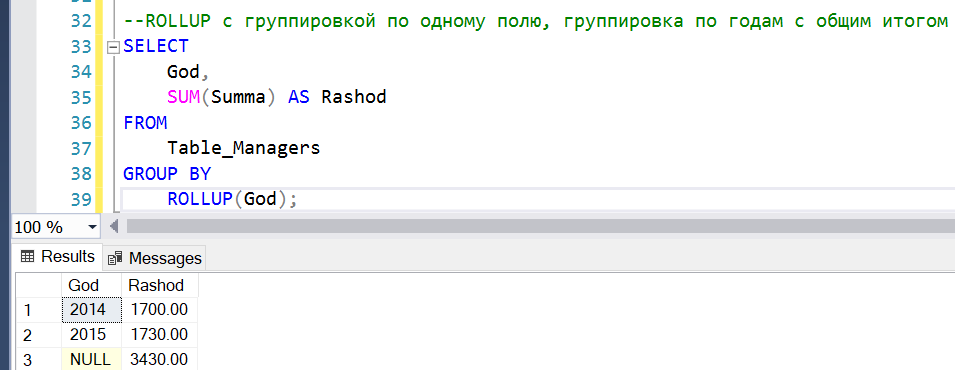 32 --ROLLUP с группировкой по одному полю, группировка по годам с общим итогом
33 SELECT
34 God,
35 SUM(Summa) AS Rashod
36 FROM
37 Table_Managers
38 GROUP BY
39 ROLLUP(God);
100 %
Results Messages
God Rashod
1 2014 1700.00
2 2015 1730.00
3 NULL 3430.00